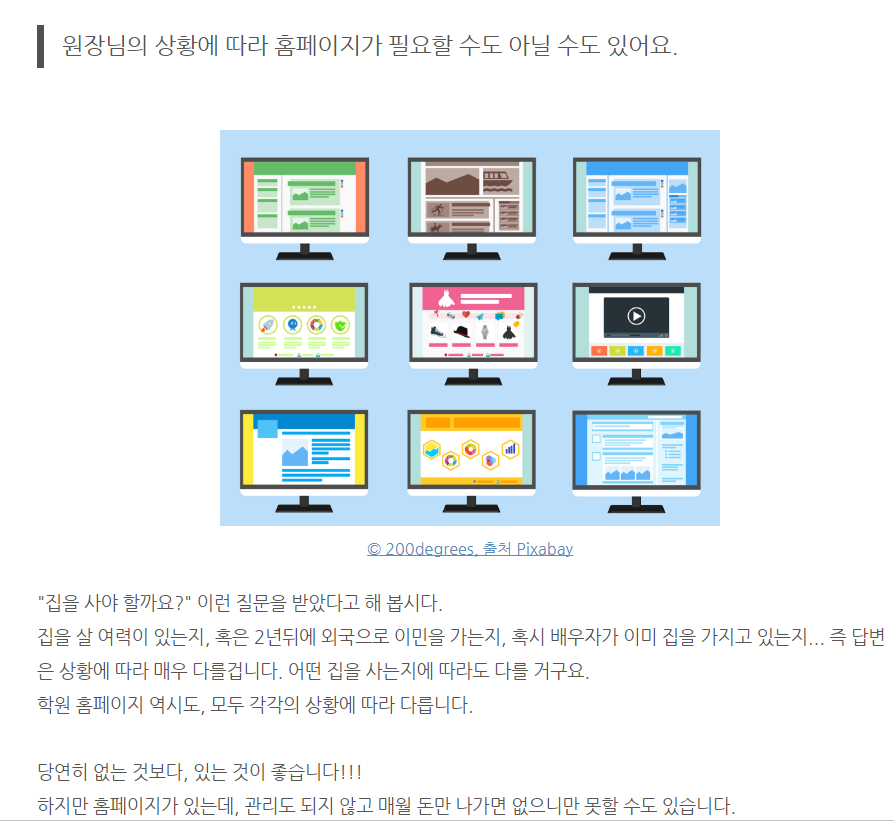 원장님의 상황에 따라 홈페이지가 필요할 수도 아닐 수도 있어요.
© 200degrees, 출처 Pixabay
"집을 사야 할까요?" 이런 질문을 받았다고 해 봅시다.
집을 살 여력이 있는지, 혹은 2년뒤에 외국으로 이민을 가는지, 혹시 배우자가 이미 집을 가지고 있는지... 즉 답변
은 상황에 따라 매우 다를겁니다. 어떤 집을 사는지에 따라도 다를 거구요.
학원 홈페이지 역시도, 모두 각각의 상황에 따라 다릅니다.
당연히 없는 것보다, 있는 것이 좋습니다!!!
하지만 홈페이지가 있는데, 관리도 되지 않고 매월 돈만 나가면 없으니만 못할 수도 있습니다.